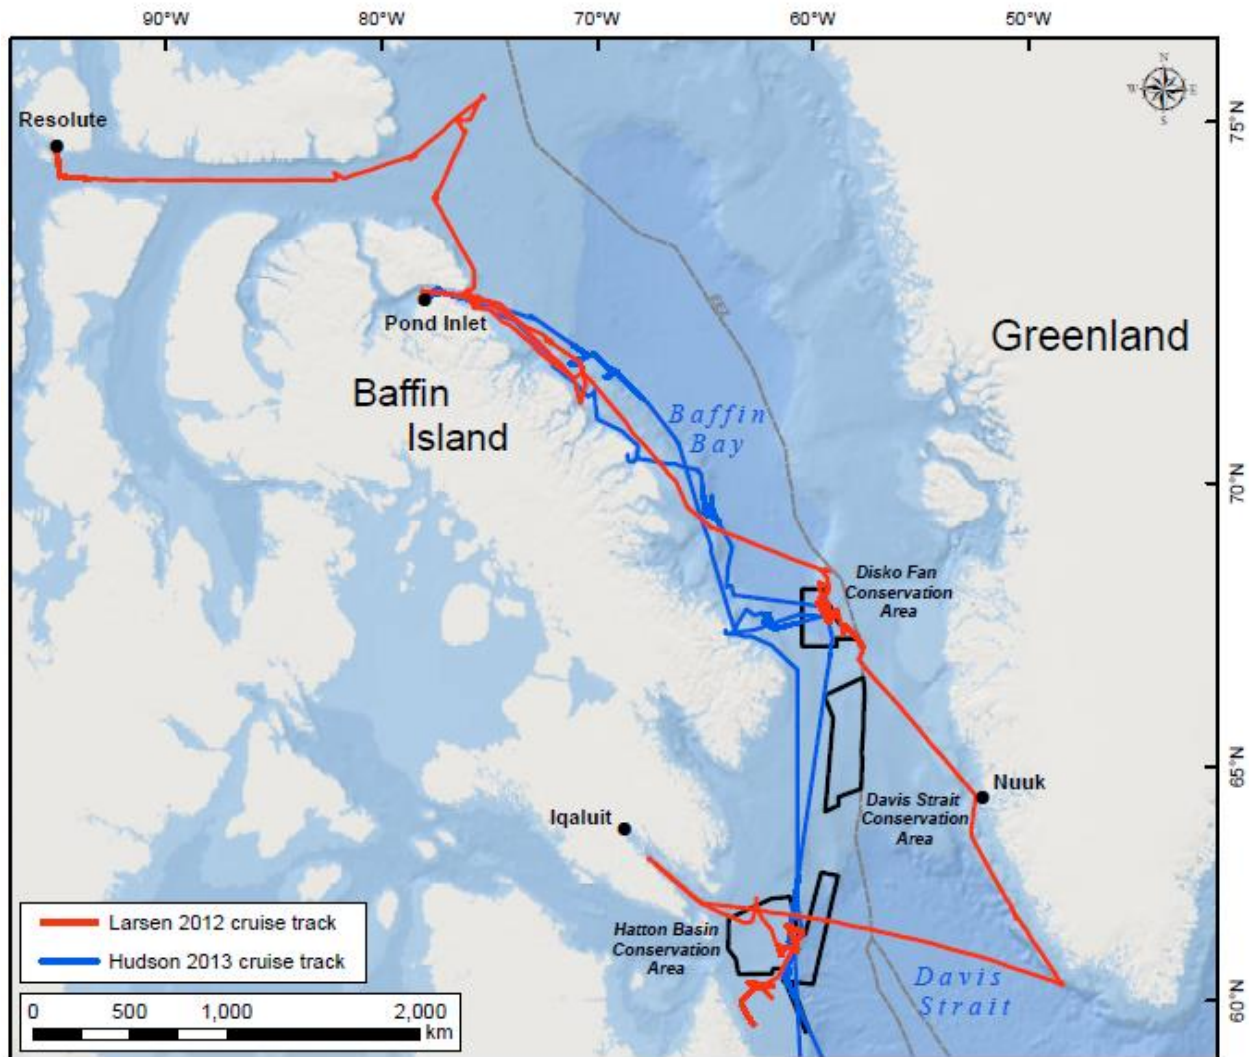 90°W 80°W 70°W 60°W 50°W
N
W E
S
75°N
Resolute
Pond Inlet
Greenland
Baffin
Island
Baffin
Bay
EEZ
70°N
Disko Fan
Conservation
Area
65°N
Nuuk
Davis Strait
Conservation
Area
Iqaluit
Hatton Basin
Conservation
Area
Davis
Strait
60°N
Larsen 2012 cruise track
Hudson 2013 cruise track
0 500 1,000 2,000
km